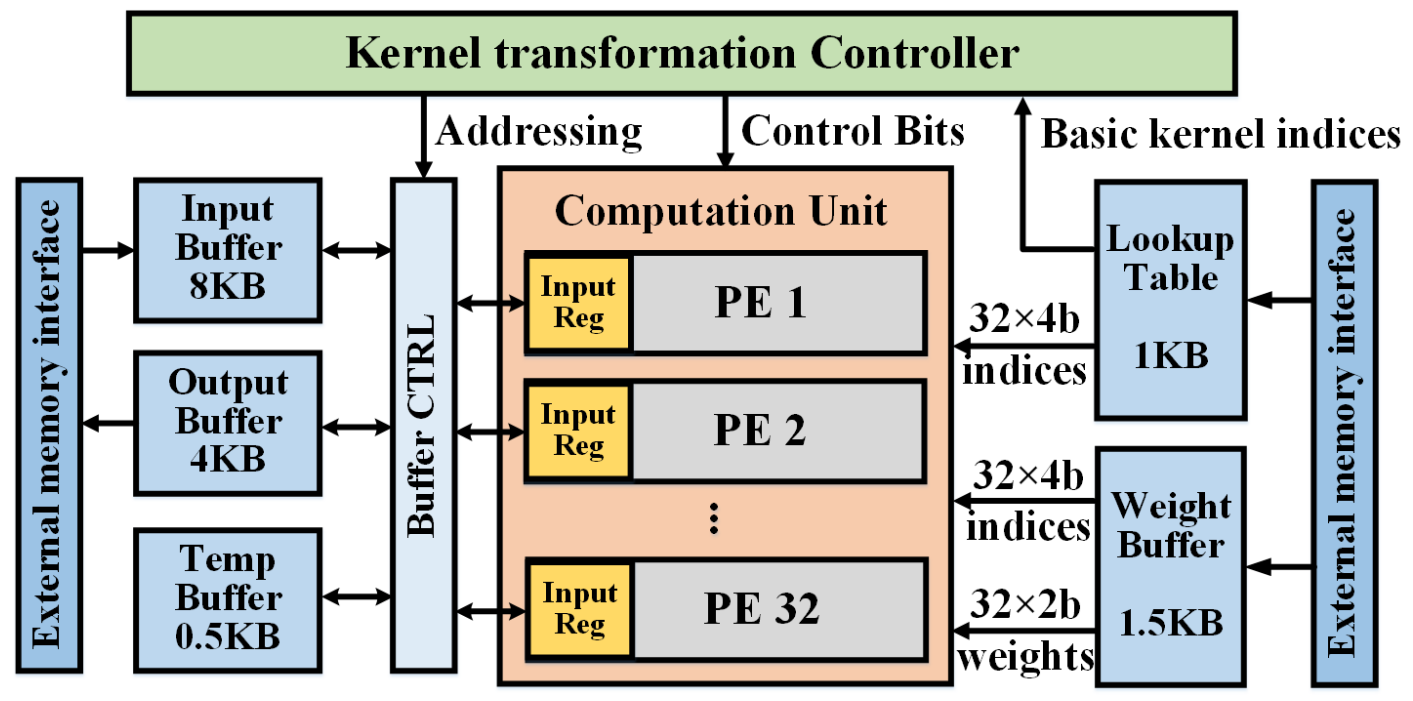 Kernel transformation Controller
Addressing
Control Bits
Basic kernel indices
External memory interface
Input
Buffer
8KB
Output
Buffer
4KB
Temp
Buffer
0.5KB
Buffer CTRL
Computation Unit
Input
Reg
PE 1
Input
Reg
PE 2
Input
Reg
PE 32
32×4b
indices
32×4b
indices
32×2b
weights
Lookup
Table
1KB
Weight
Buffer
1.5KB
External memory interface